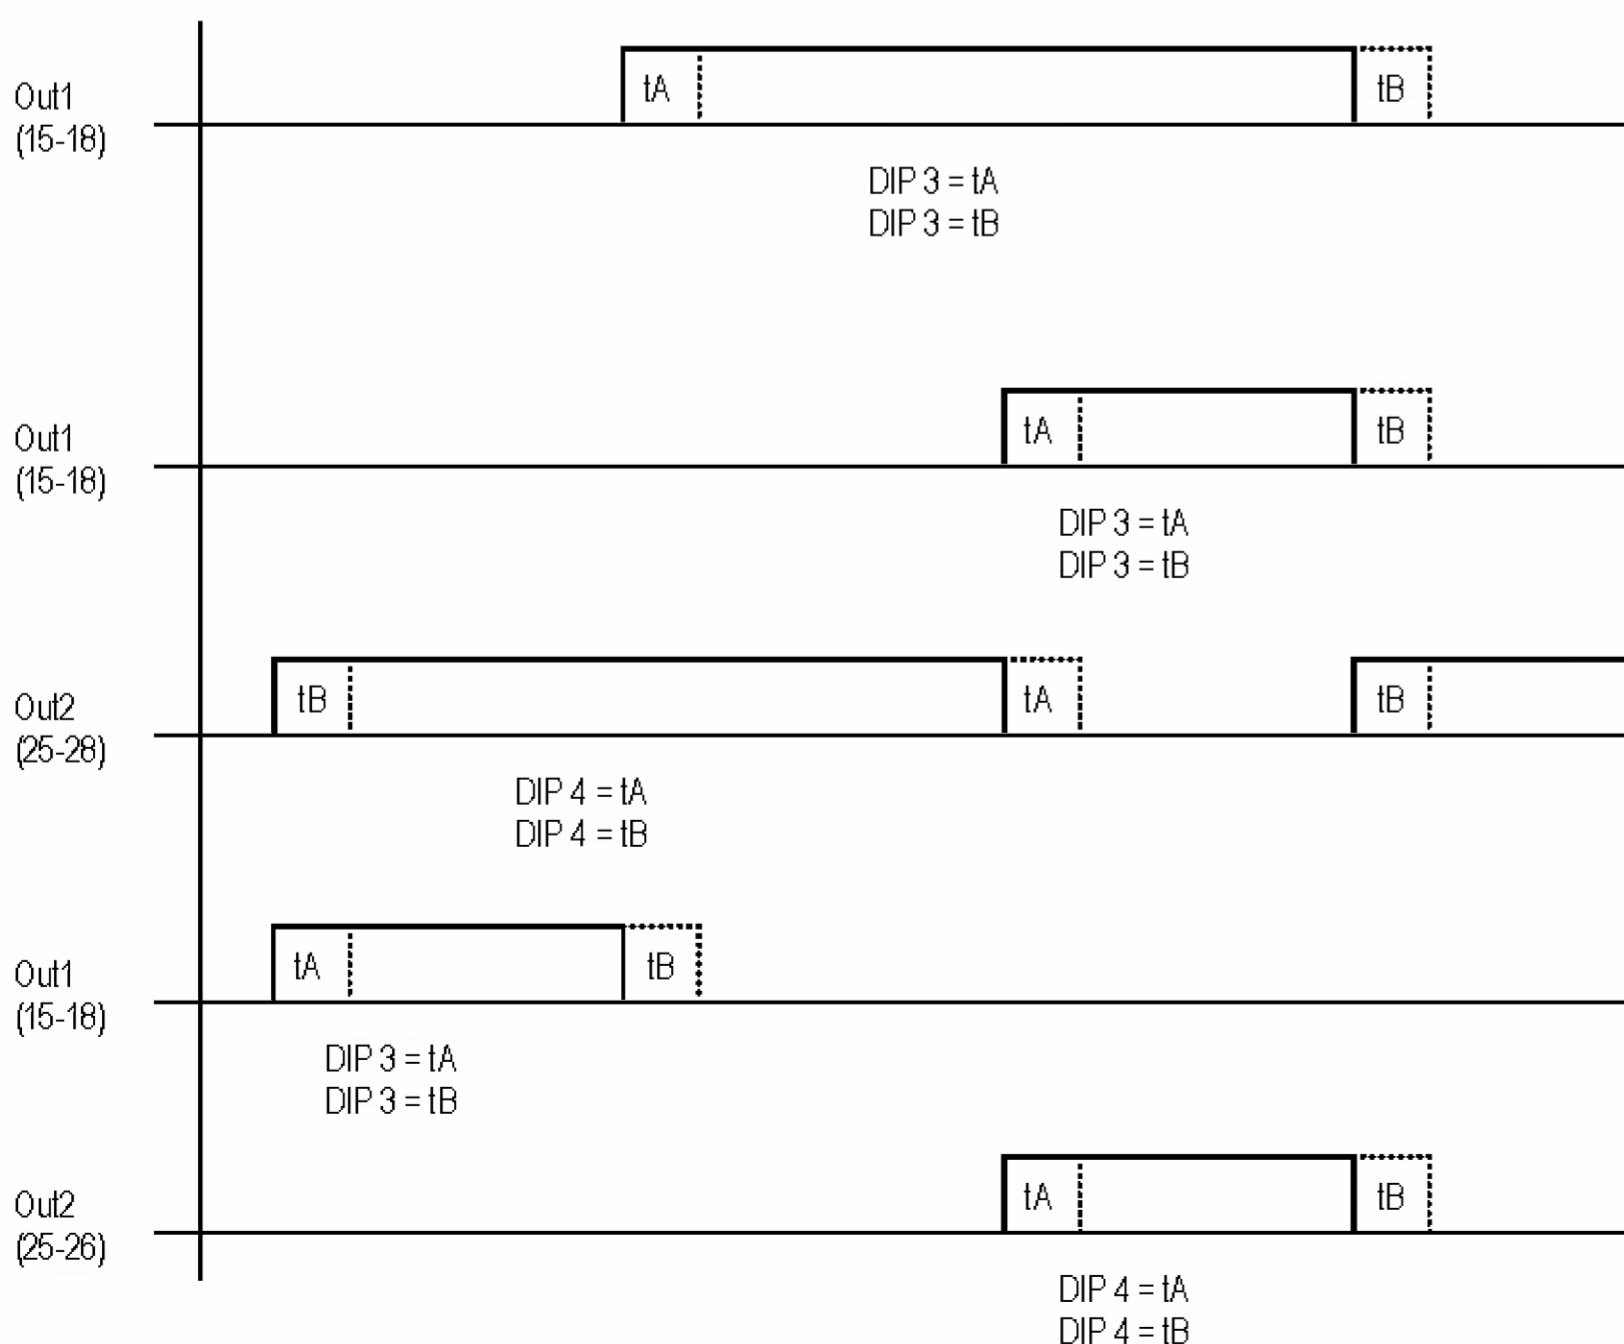 Out1
(15-18)
tA
tB
DIP 3 = tA
DIP 3 = tB
Out1
(15-18)
tA
tB
DIP 3 = tA
DIP 3 = tB
Out2
(25-28)
tB
tA
tB
DIP 4 = tA
DIP 4 = tB
Out1
(15-18)
tA
tB
DIP 3 = tA
DIP 3 = tB
Out2
(25-26)
tA
tB
DIP 4 = tA
DIP 4 = tB